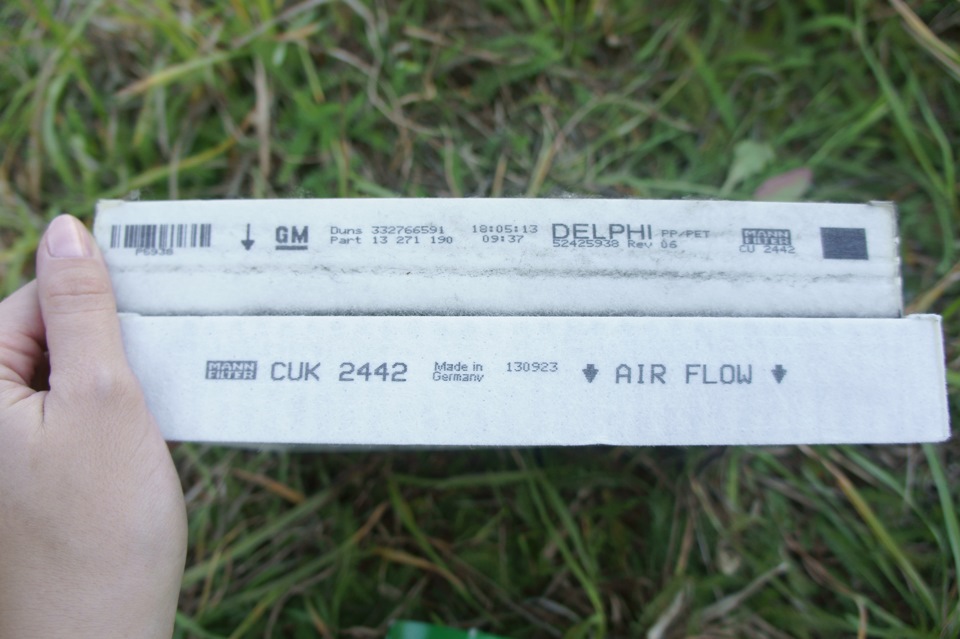 P6936
GM
Duns 332766591
Part 13 271 190
18:05:13
09:37
DELPHI PP/PET
52425938 Rev 06
MANN FILTER
CU 2442
MANN FILTER
CUK 2442
Made in
Germany
130923
AIR FLOW